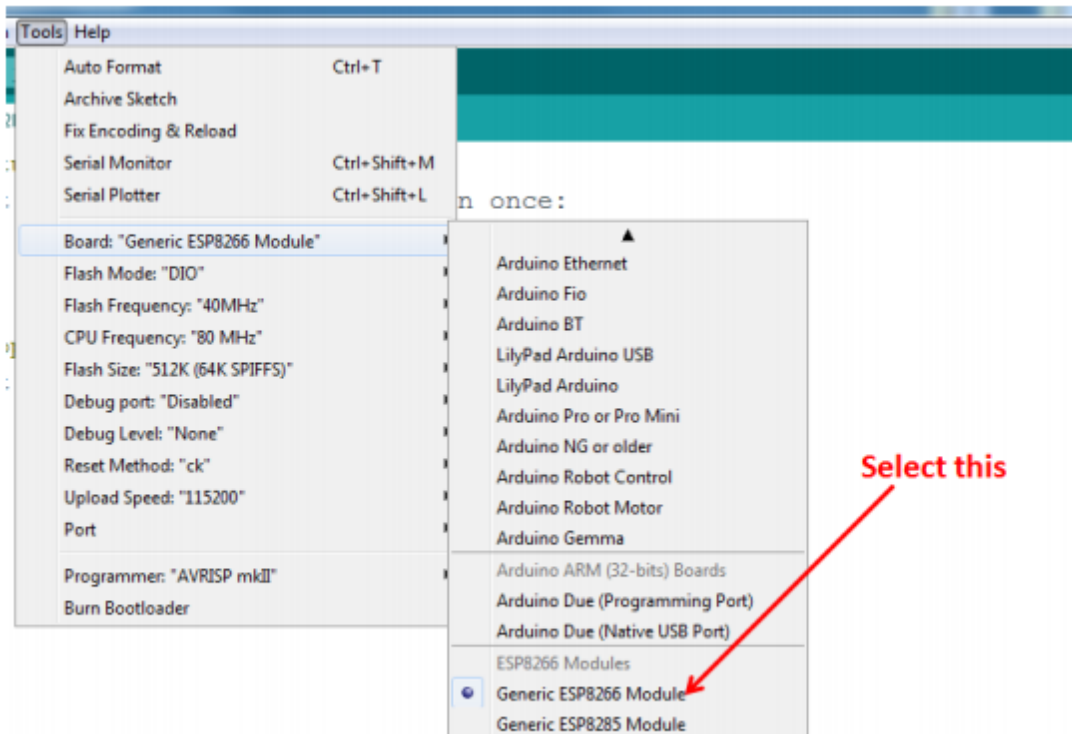 Tools Help
Auto Format Ctrl+T
Archive Sketch
Fix Encoding & Reload
Serial Monitor Ctrl+Shift+M
Serial Plotter Ctrl+Shift+L
n once:
Board: "Generic ESP8266 Module"
Flash Mode: "DIO"
Flash Frequency: "40MHz"
CPU Frequency: "80 MHz"
Flash Size: "512K (64K SPIFFS)"
Debug port: "Disabled"
Debug Level: "None"
Reset Method: "ck"
Upload Speed: "115200"
Port
Programmer: "AVRISP mkII"
Burn Bootloader
Arduino Ethernet
Arduino Fio
Arduino BT
LilyPad Arduino USB
LilyPad Arduino
Arduino Pro or Pro Mini
Arduino NG or older
Arduino Robot Control
Arduino Robot Motor
Arduino Gemma
Arduino ARM (32-bits) Boards
Arduino Due (Programming Port)
Arduino Due (Native USB Port)
ESP8266 Modules
Generic ESP8266 Module
Generic ESP8285 Module
Select this